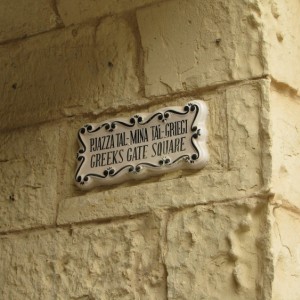 PJAZZA TAL-MINA TAL-GRIEGI
GREEKS GATE SQUARE